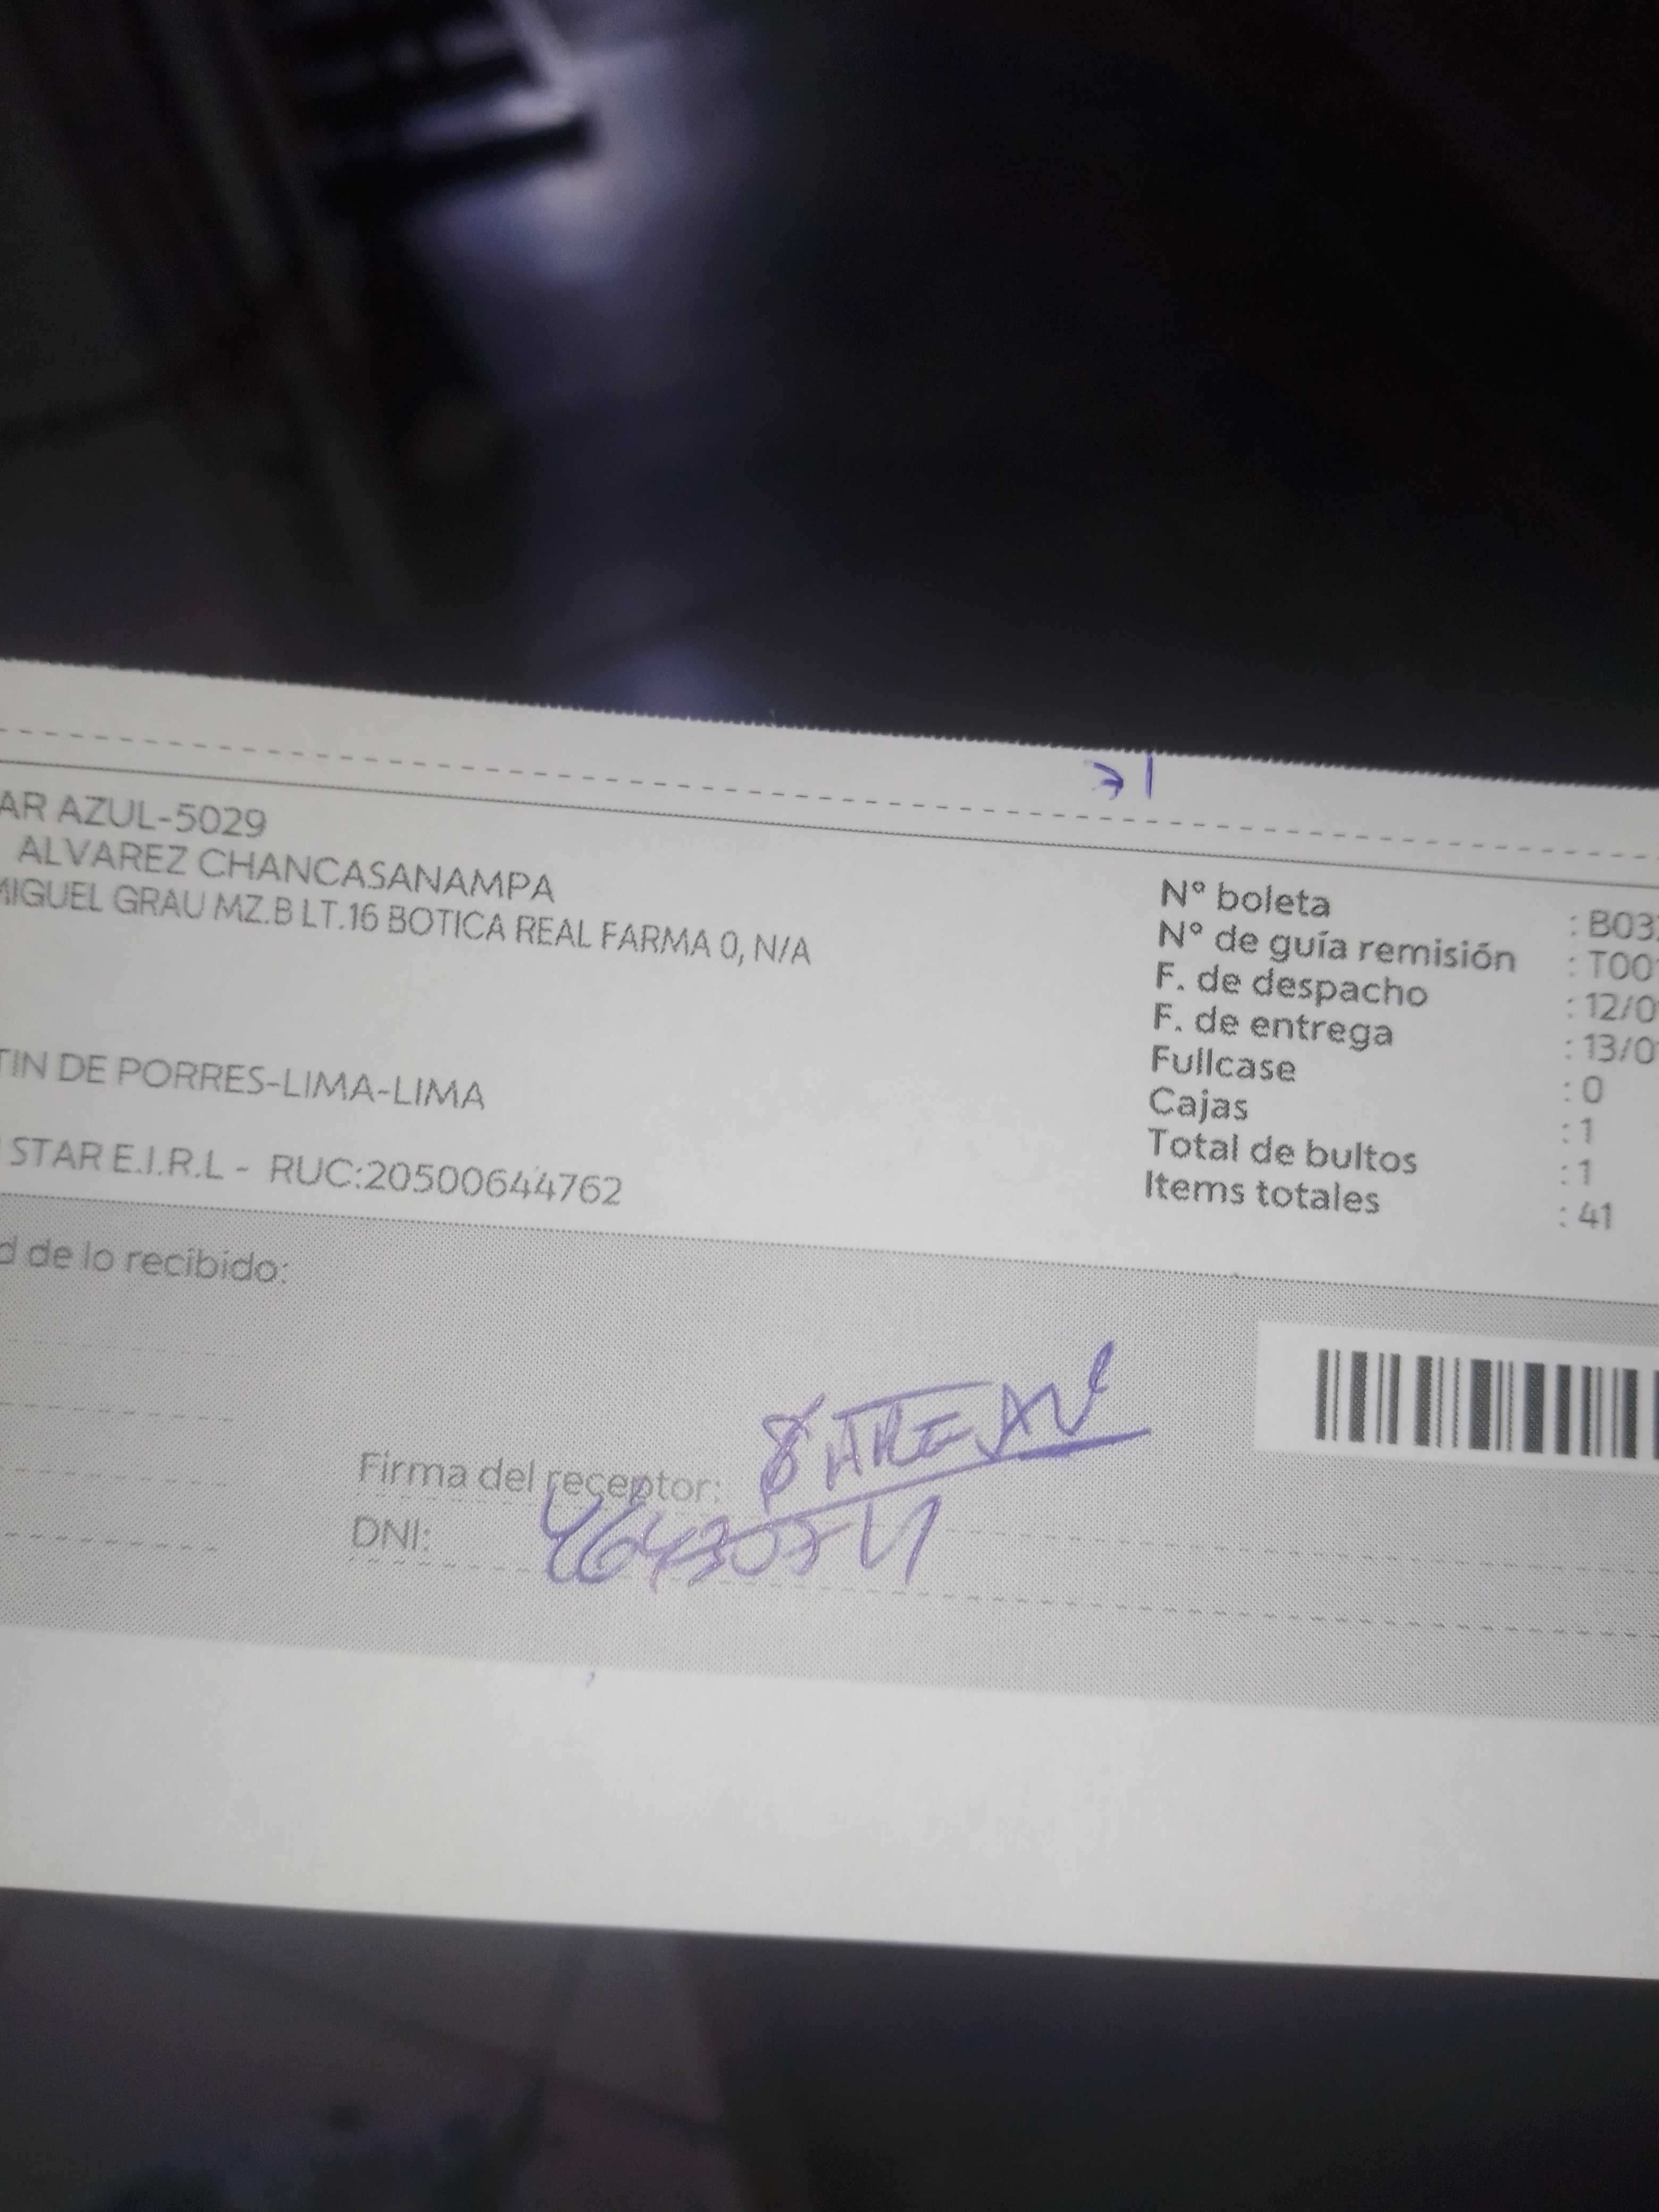 AR AZUL-5029
ALVAREZ CHANCASANAMPA
MIGUEL GRAU MZ.B LT.16 BOTICA REAL FARMA 0, N/A
TIN DE PORRES-LIMA-LIMA
STAR E.I.R.L - RUC:20500644762
N° boleta : B03
N° de guía remisión : T00
F. de despacho : 12/0
F. de entrega : 13/0
Fullcase : 0
Cajas : 1
Total de bultos : 1
Items totales : 41
d de lo recibido:
Firma del receptor:
DNI: